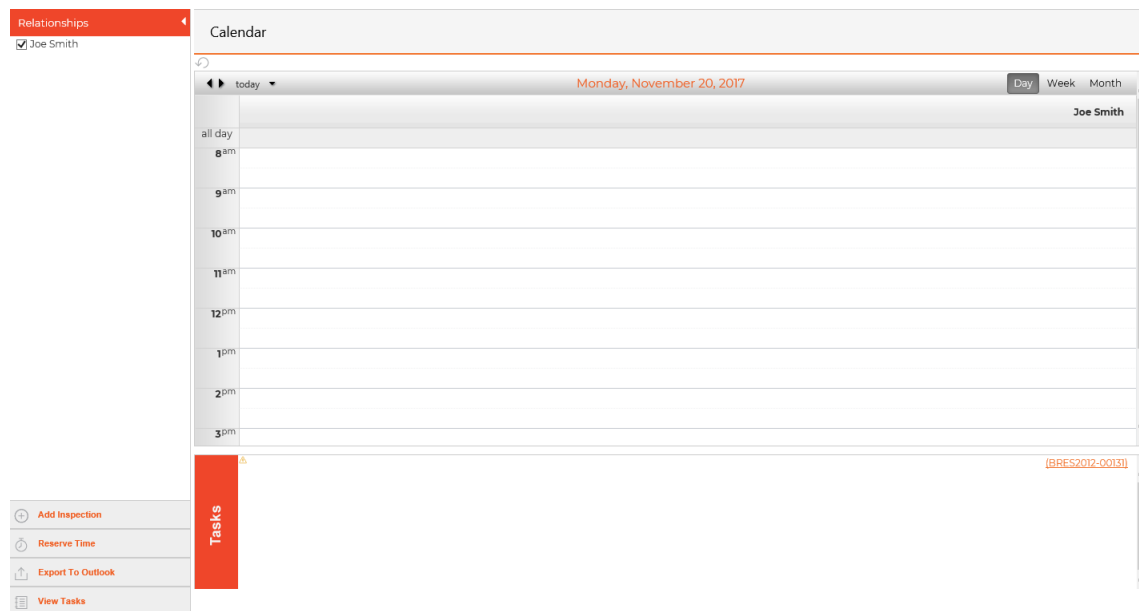 Relationships
Joe Smith
Calendar
today
Monday, November 20, 2017
Day Week Month
Joe Smith
all day
8am
9am
10am
11am
12pm
1pm
2pm
3pm
Tasks
(BRES2012-00131)
Add Inspection
Reserve Time
Export To Outlook
View Tasks